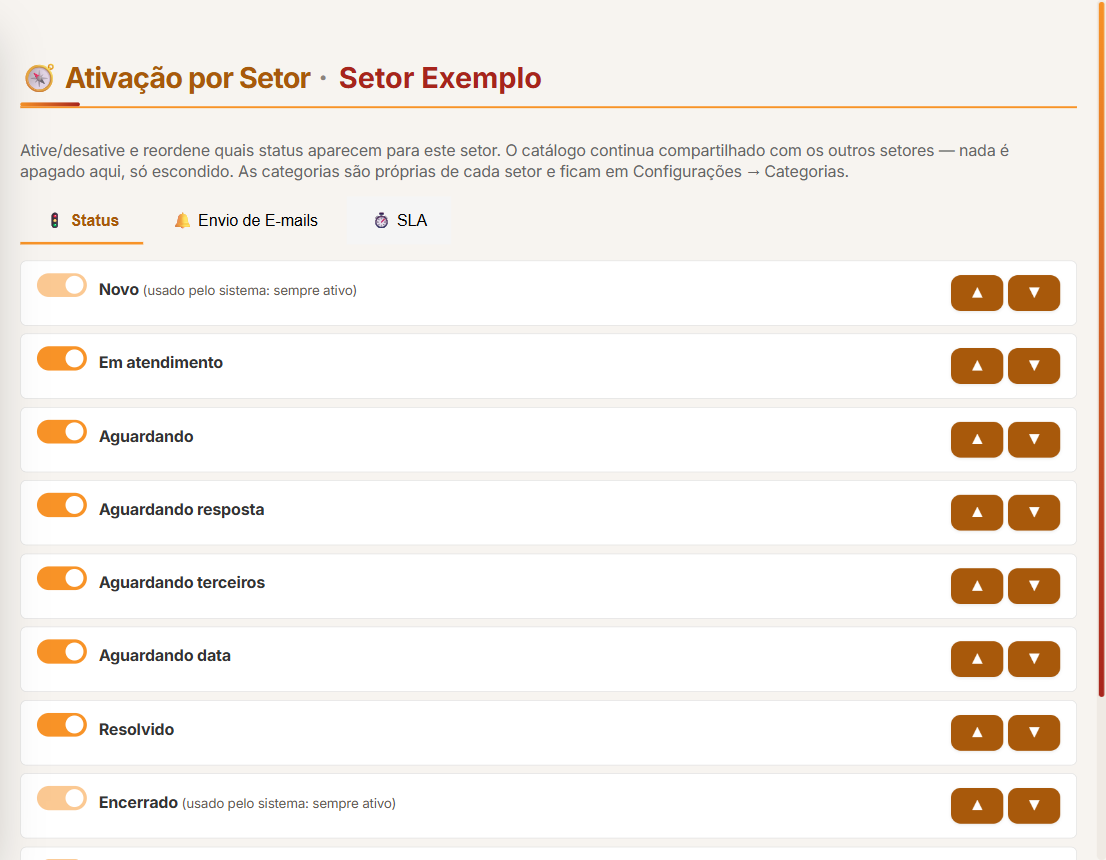 Ativação por Setor · Setor Exemplo
Ative/desative e reordene quais status aparecem para este setor. O catálogo continua compartilhado com os outros setores — nada é
apagado aqui, só escondido. As categorias são próprias de cada setor e ficam em Configurações → Categorias.
Status Envio de E-mails SLA
Novo (usado pelo sistema: sempre ativo)
Em atendimento
Aguardando
Aguardando resposta
Aguardando terceiros
Aguardando data
Resolvido
Encerrado (usado pelo sistema: sempre ativo)